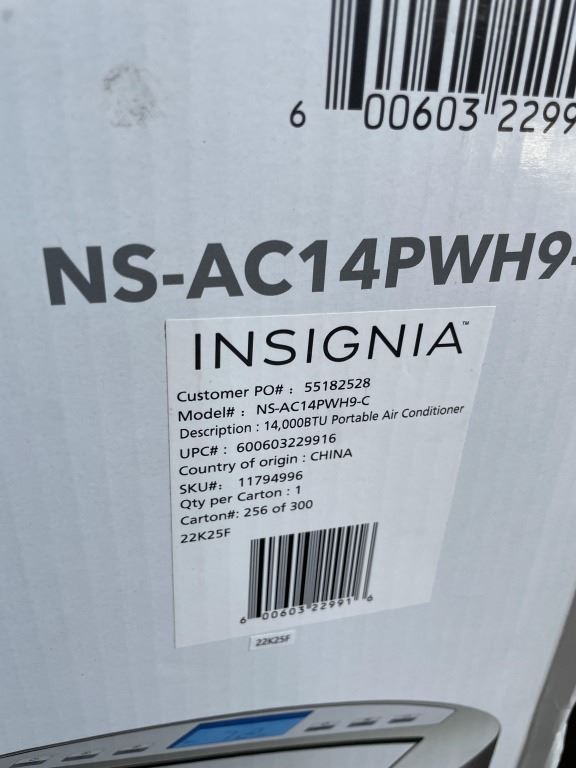 6 00603 2299
NS-AC14PWH9-
INSIGNIA™
Customer PO# : 55182528
Model# : NS-AC14PWH9-C
Description : 14,000BTU Portable Air Conditioner
UPC# : 600603229916
Country of origin : CHINA
SKU#: 11794996
Qty per Carton : 1
Carton#: 256 of 300
22K25F
6 00603 22991 6
22K25F